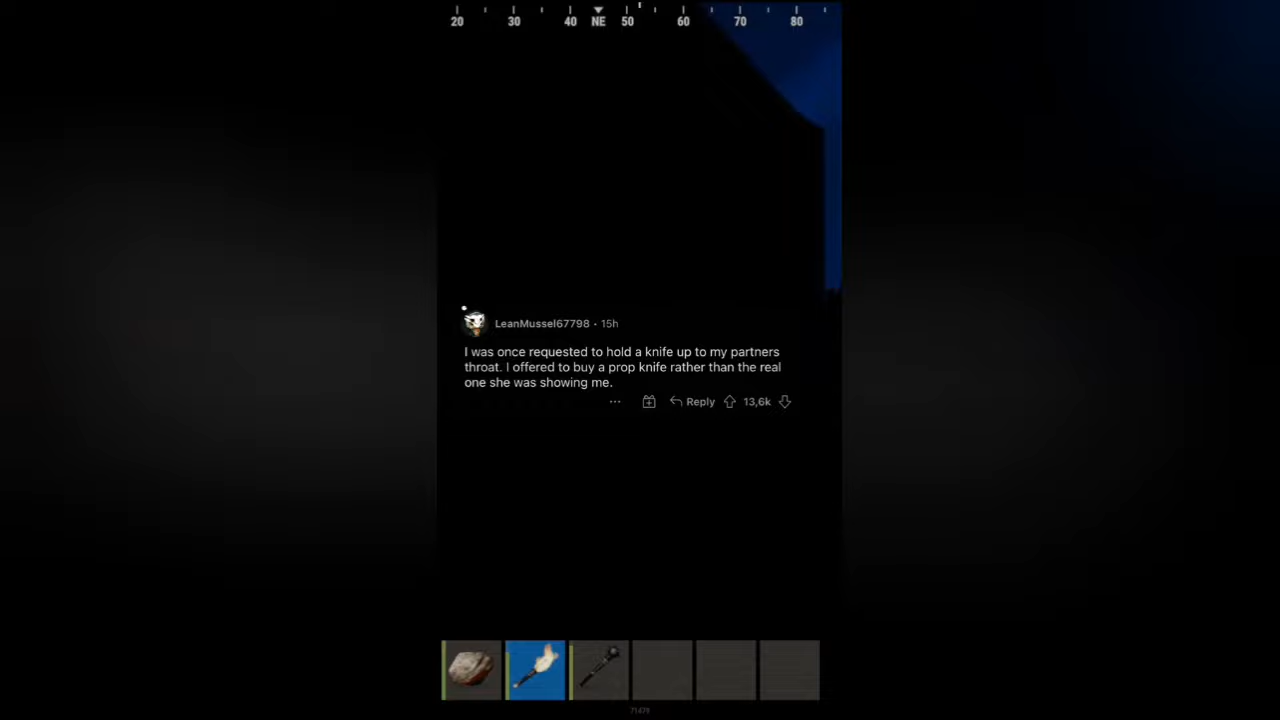 20 30 40 NE 50 60 70 80
LeanMussel67798 · 15h
I was once requested to hold a knife up to my partners
throat. I offered to buy a prop knife rather than the real
one she was showing me.
Reply 13,6k
71479